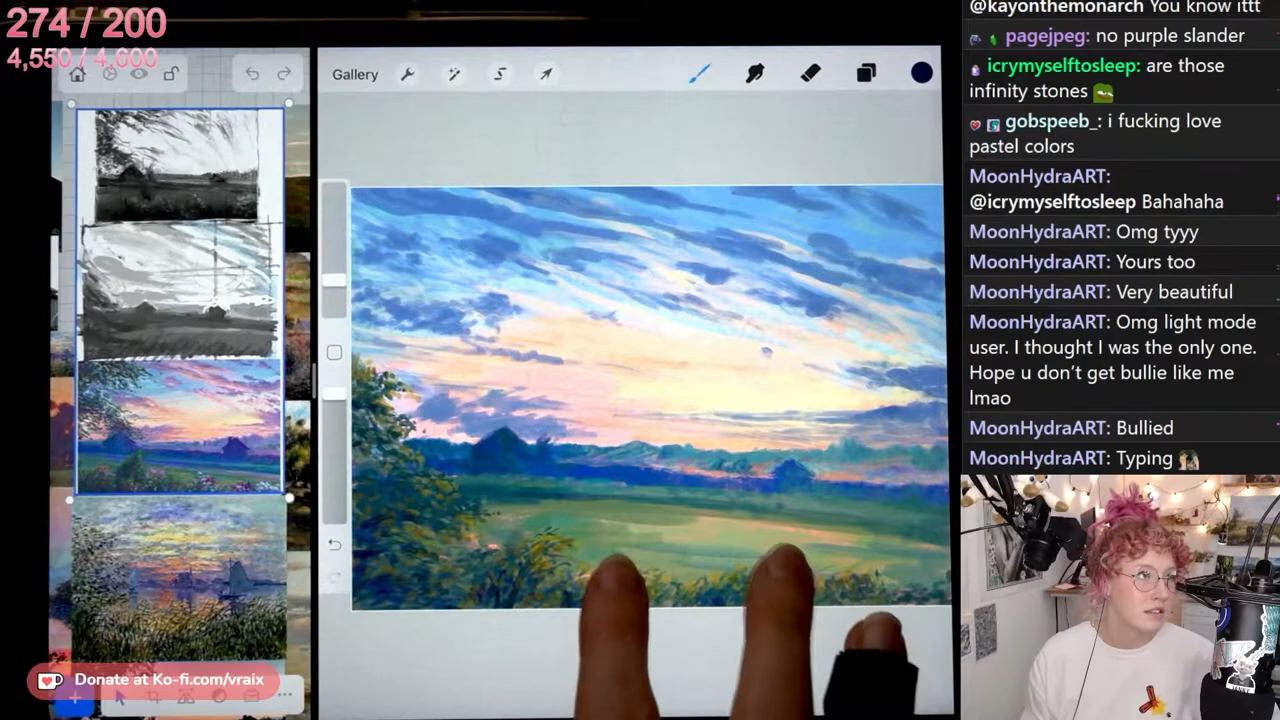 274 / 200
4,550 / 4,600
Gallery
Donate at Ko-fi.com/vraix
@kayonthemonarch You know ittt
pagejpeg: no purple slander
icrymyselftosleep: are those
infinity stones
gobspeeb_: i fucking love
pastel colors
MoonHydraART:
@icrymyselftosleep Bahahaha
MoonHydraART: Omg tyyy
MoonHydraART: Yours too
MoonHydraART: Very beautiful
MoonHydraART: Omg light mode
user. I thought I was the only one.
Hope u don’t get bullie like me
lmao
MoonHydraART: Bullied
MoonHydraART: Typing